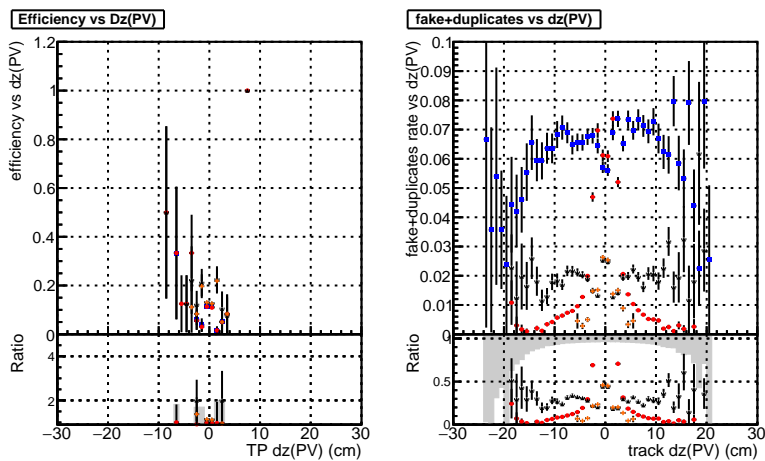 Efficiency vs Dz(PV)
efficiency vs dz(PV)
1.2
1
0.8
0.6
0.4
0.2
0
Ratio
4
2
−30 −20 −10 0 10 20 30
TP dz(PV) (cm)
fake+duplicates vs dz(PV)
fake+duplicates rate vs dz(PV)
0.1
0.09
0.08
0.07
0.06
0.05
0.04
0.03
0.02
0.01
0
Ratio
1
0.5
0
−30 −20 −10 0 10 20 30
track dz(PV) (cm)